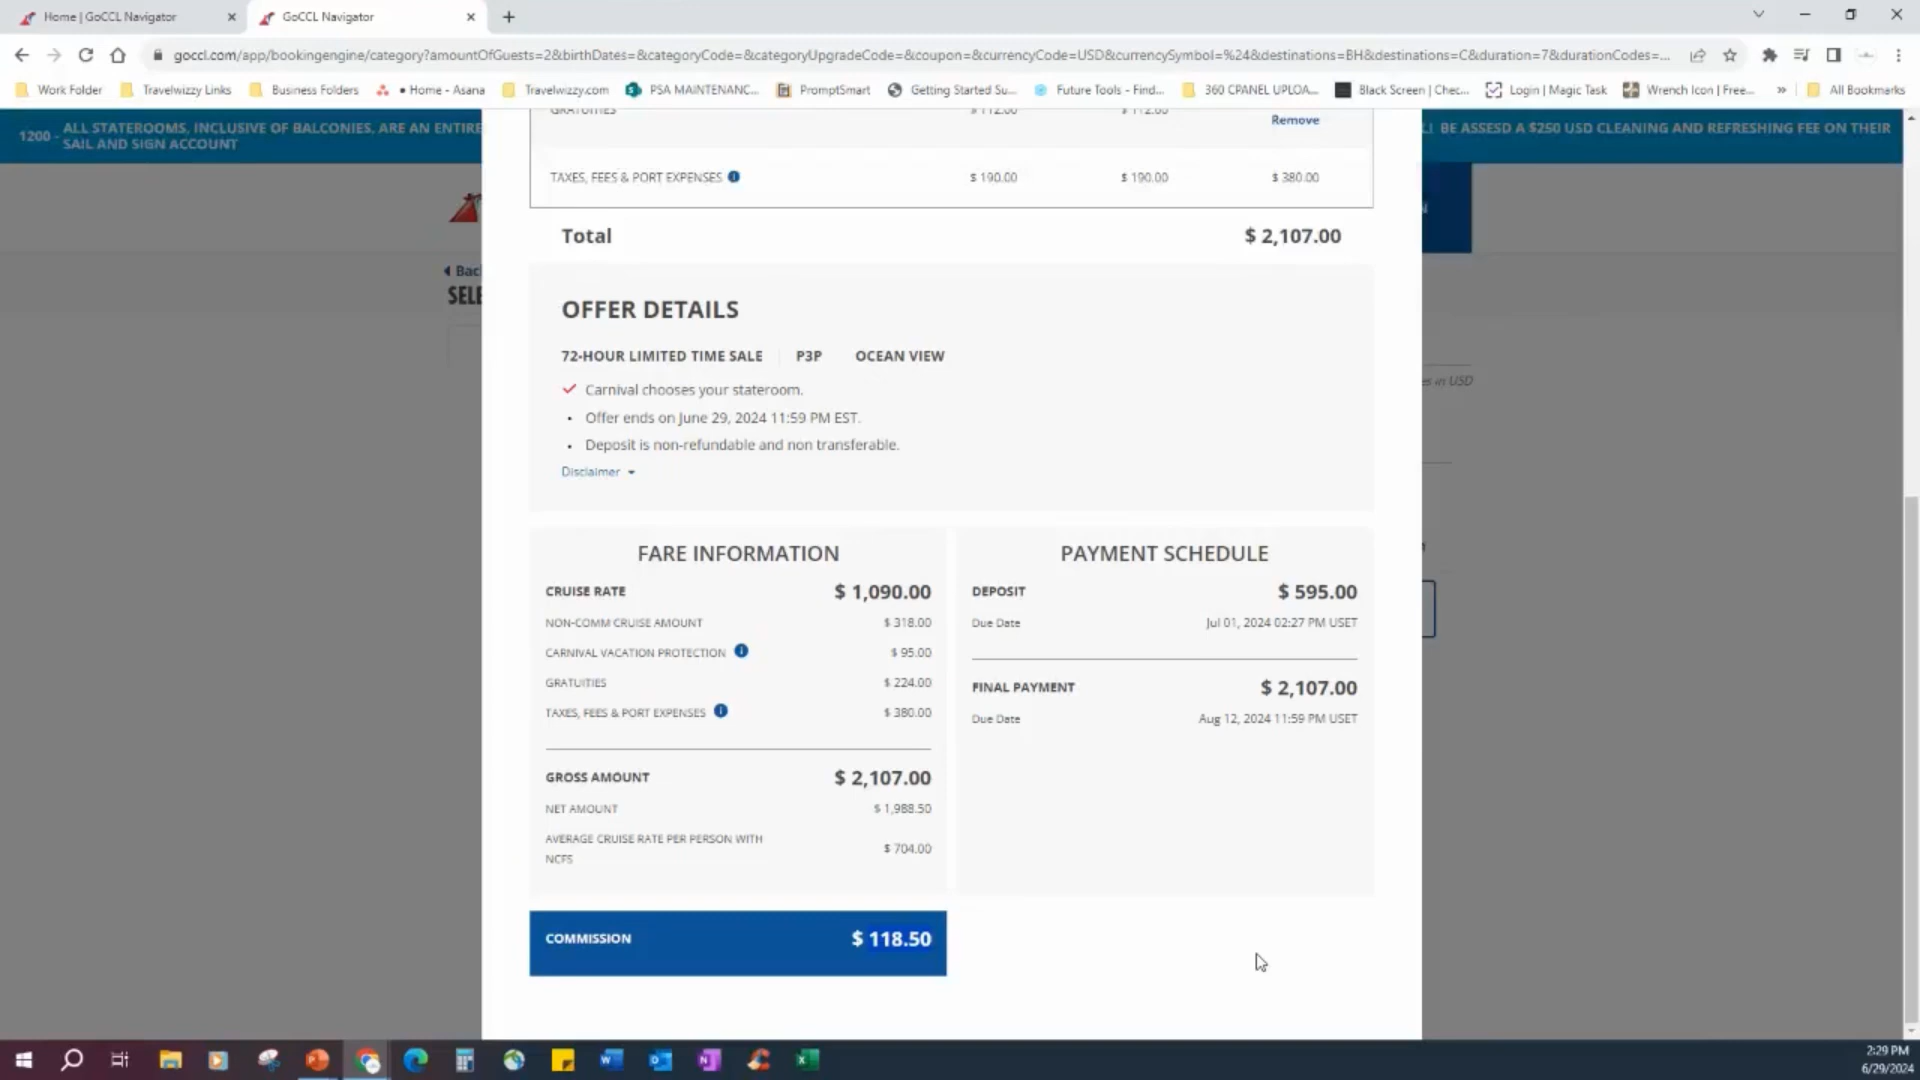 Home | GoCCL Navigator
GoCCL Navigator
goccl.com/app/bookingengine/category?amountOfGuests=2&birthDates=&categoryCode=&categoryUpgradeCode=&coupon=&currencyCode=USD&currencySymbol=%24&destinations=BH&destinations=C&duration=7&durationCodes=...
Work Folder Travelwizzy Links Business Folders • Home - Asana Travelwizzy.com PSA MAINTENANC... PromptSmart Getting Started Su... Future Tools - Find... 360 CPANEL UPLOA... Black Screen | Chec... Login | Magic Task Wrench Icon | Free... » All Bookmarks
1200 - ALL STATEROOMS, INCLUSIVE OF BALCONIES, ARE AN ENTIRE
BE ASSESD A $250 USD CLEANING AND REFRESHING FEE ON THEIR
SAIL AND SIGN ACCOUNT
GRATUITIES $ 112.00 $ 112.00
Remove
TAXES, FEES & PORT EXPENSES $ 190.00 $ 190.00 $ 380.00
Total $ 2,107.00
Bac
SELE
OFFER DETAILS
72-HOUR LIMITED TIME SALE P3P OCEAN VIEW
Carnival chooses your stateroom.
• Offer ends on June 29, 2024 11:59 PM EST.
• Deposit is non-refundable and non transferable.
Disclaimer
es in USD
FARE INFORMATION
CRUISE RATE $ 1,090.00
NON-COMM CRUISE AMOUNT $ 318.00
CARNIVAL VACATION PROTECTION $ 95.00
GRATUITIES $ 224.00
TAXES, FEES & PORT EXPENSES $ 380.00
GROSS AMOUNT $ 2,107.00
NET AMOUNT $ 1,988.50
AVERAGE CRUISE RATE PER PERSON WITH
NCFS $ 704.00
COMMISSION $ 118.50
PAYMENT SCHEDULE
DEPOSIT $ 595.00
Due Date Jul 01, 2024 02:27 PM USET
FINAL PAYMENT $ 2,107.00
Due Date Aug 12, 2024 11:59 PM USET
2:29 PM
6/29/2024